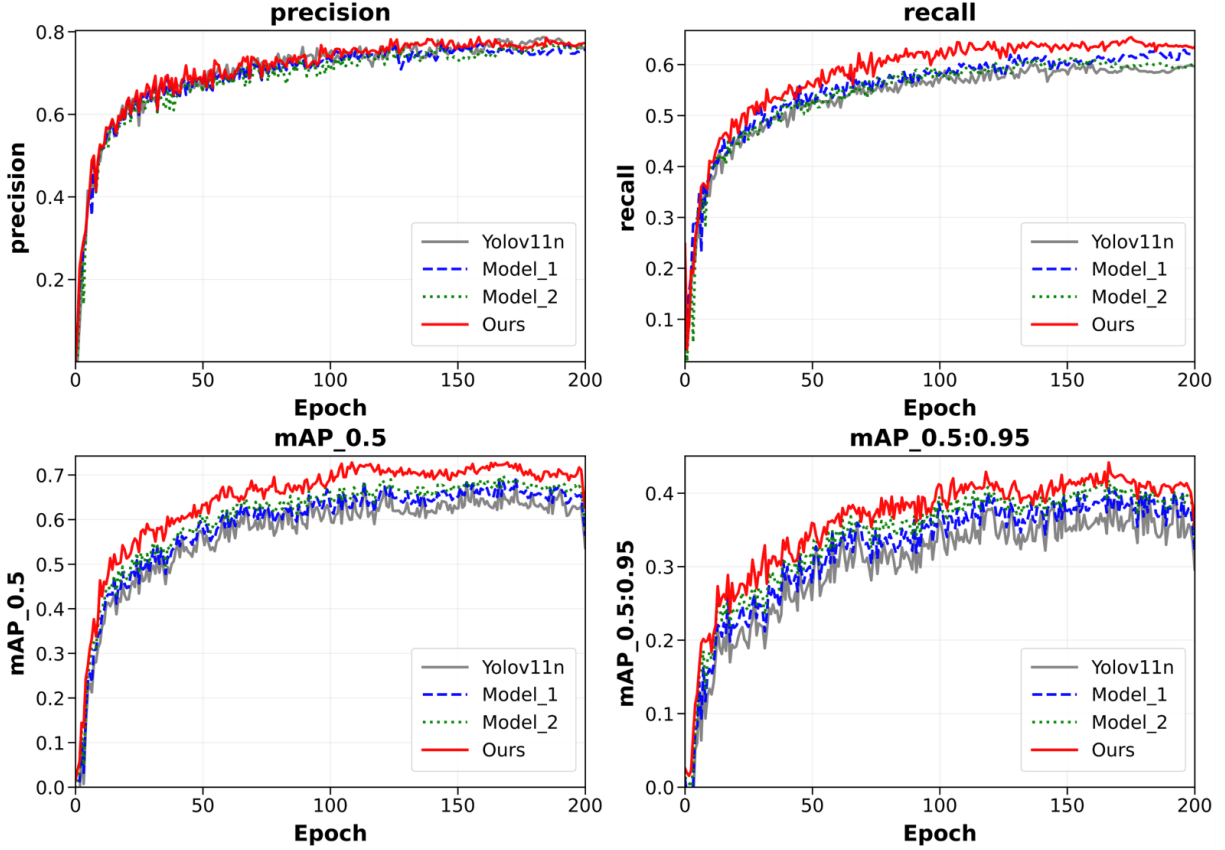 precision
0.8
0.6
0.4
0.2
precision
0
50
100
150
200
Epoch
Yolov11n
Model_1
Model_2
Ours
recall
0.6
0.5
0.4
0.3
0.2
0.1
recall
0
50
100
150
200
Epoch
Yolov11n
Model_1
Model_2
Ours
mAP_0.5
0.7
0.6
0.5
0.4
0.3
0.2
0.1
0.0
mAP_0.5
0
50
100
150
200
Epoch
Yolov11n
Model_1
Model_2
Ours
mAP_0.5:0.95
0.4
0.3
0.2
0.1
0.0
mAP_0.5:0.95
0
50
100
150
200
Epoch
Yolov11n
Model_1
Model_2
Ours